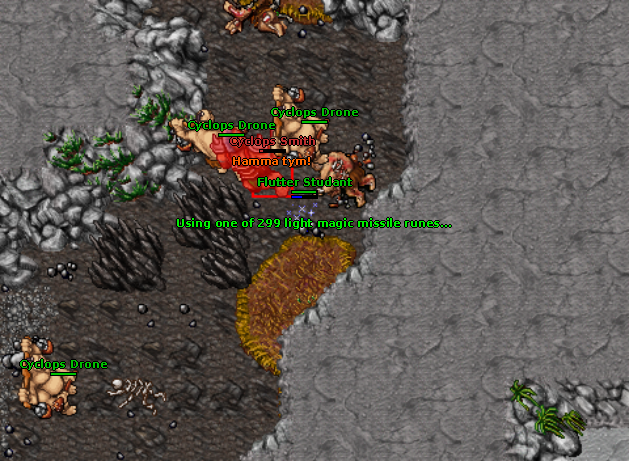 Cyclops Drone
Cyclops Drone
Cyclops Smith
Hamma tym!
Flutter Studant
Using one of 299 light magic missile runes...
Cyclops Drone